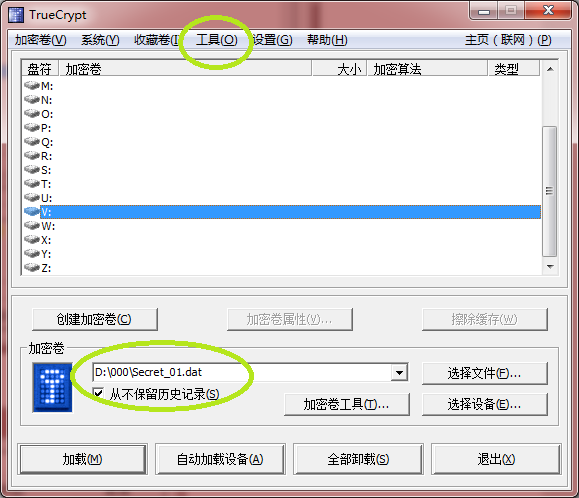 TrueCrypt
加密卷(V) 系统(Y) 收藏卷(I 工具(O) 设置(G) 帮助(H) 主页（联网）(P)
盘符 加密卷 大小 加密算法 类型
M:
N:
O:
P:
Q:
R:
S:
T:
U:
V:
W:
X:
Y:
Z:
创建加密卷(C) 加密卷属性(V)... 擦除缓存(W)
加密卷
D:\000\Secret_01.dat 选择文件(F)...
从不保留历史记录(S) 加密卷工具(T)... 选择设备(E)...
加载(M) 自动加载设备(A) 全部卸载(S) 退出(X)